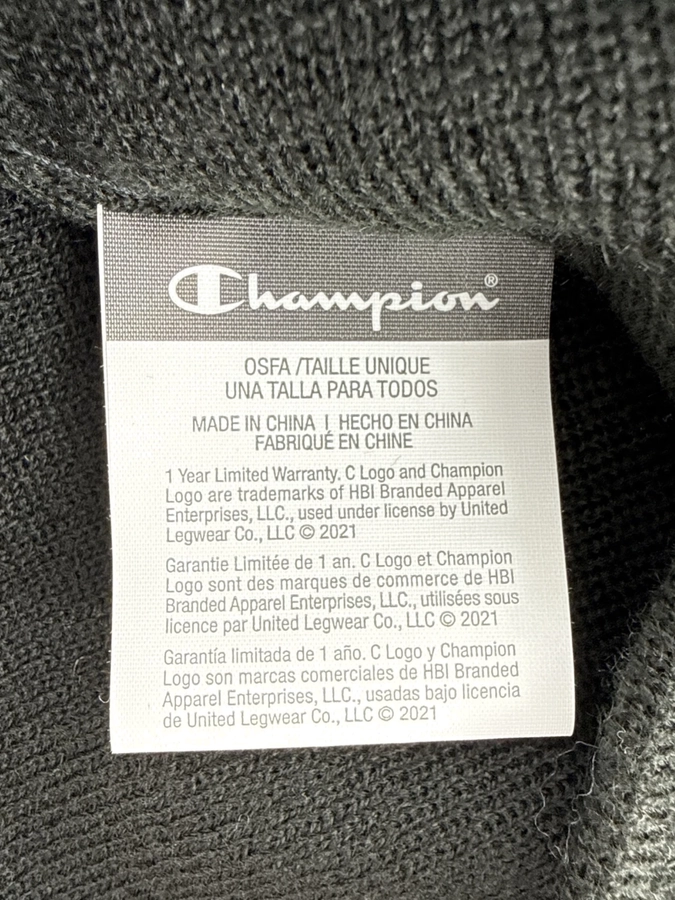 Champion®
OSFA /TAILLE UNIQUE
UNA TALLA PARA TODOS
MADE IN CHINA | HECHO EN CHINA
FABRIQUÉ EN CHINE
1 Year Limited Warranty. C Logo and Champion
Logo are trademarks of HBI Branded Apparel
Enterprises, LLC., used under license by United
Legwear Co., LLC © 2021
Garantie Limitée de 1 an. C Logo et Champion
Logo sont des marques de commerce de HBI
Branded Apparel Enterprises, LLC., utilisées sous
licence par United Legwear Co., LLC © 2021
Garantía limitada de 1 año. C Logo y Champion
Logo son marcas comerciales de HBI Branded
Apparel Enterprises, LLC., usadas bajo licencia
de United Legwear Co., LLC © 2021